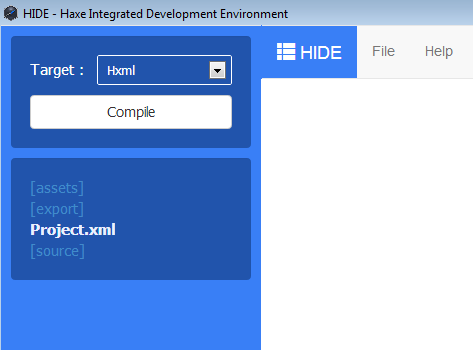 HIDE - Haxe Integrated Development Environment
Target : Hxml
Compile
HIDE File Help
[assets]
[export]
Project.xml
[source]